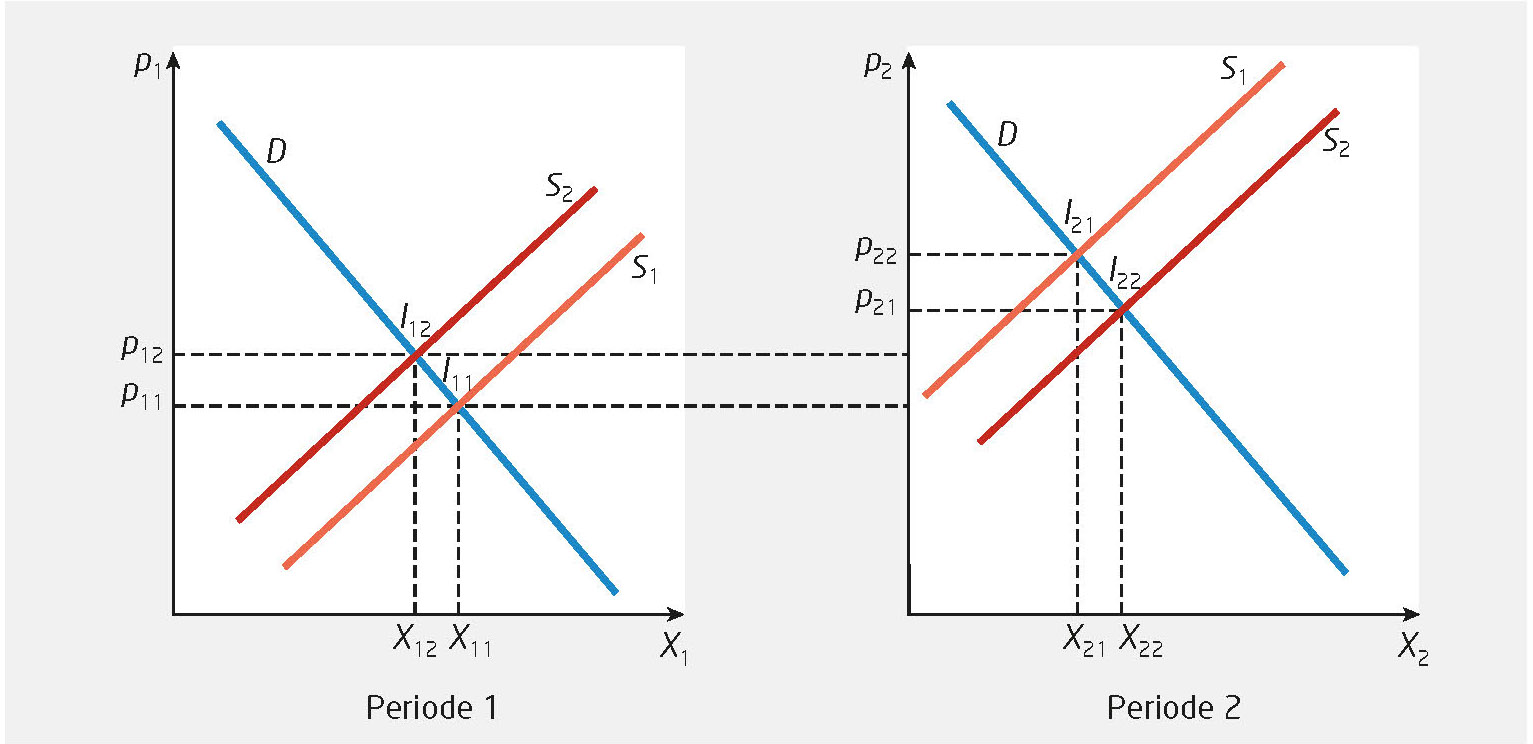 p₁
D
S₂
S₁
I₁₂
I₁₁
p₁₂
p₁₁
X₁₂ X₁₁
X₁
Periode 1
p₂
S₁
D
S₂
I₂₁
I₂₂
p₂₂
p₂₁
X₂₁ X₂₂
X₂
Periode 2